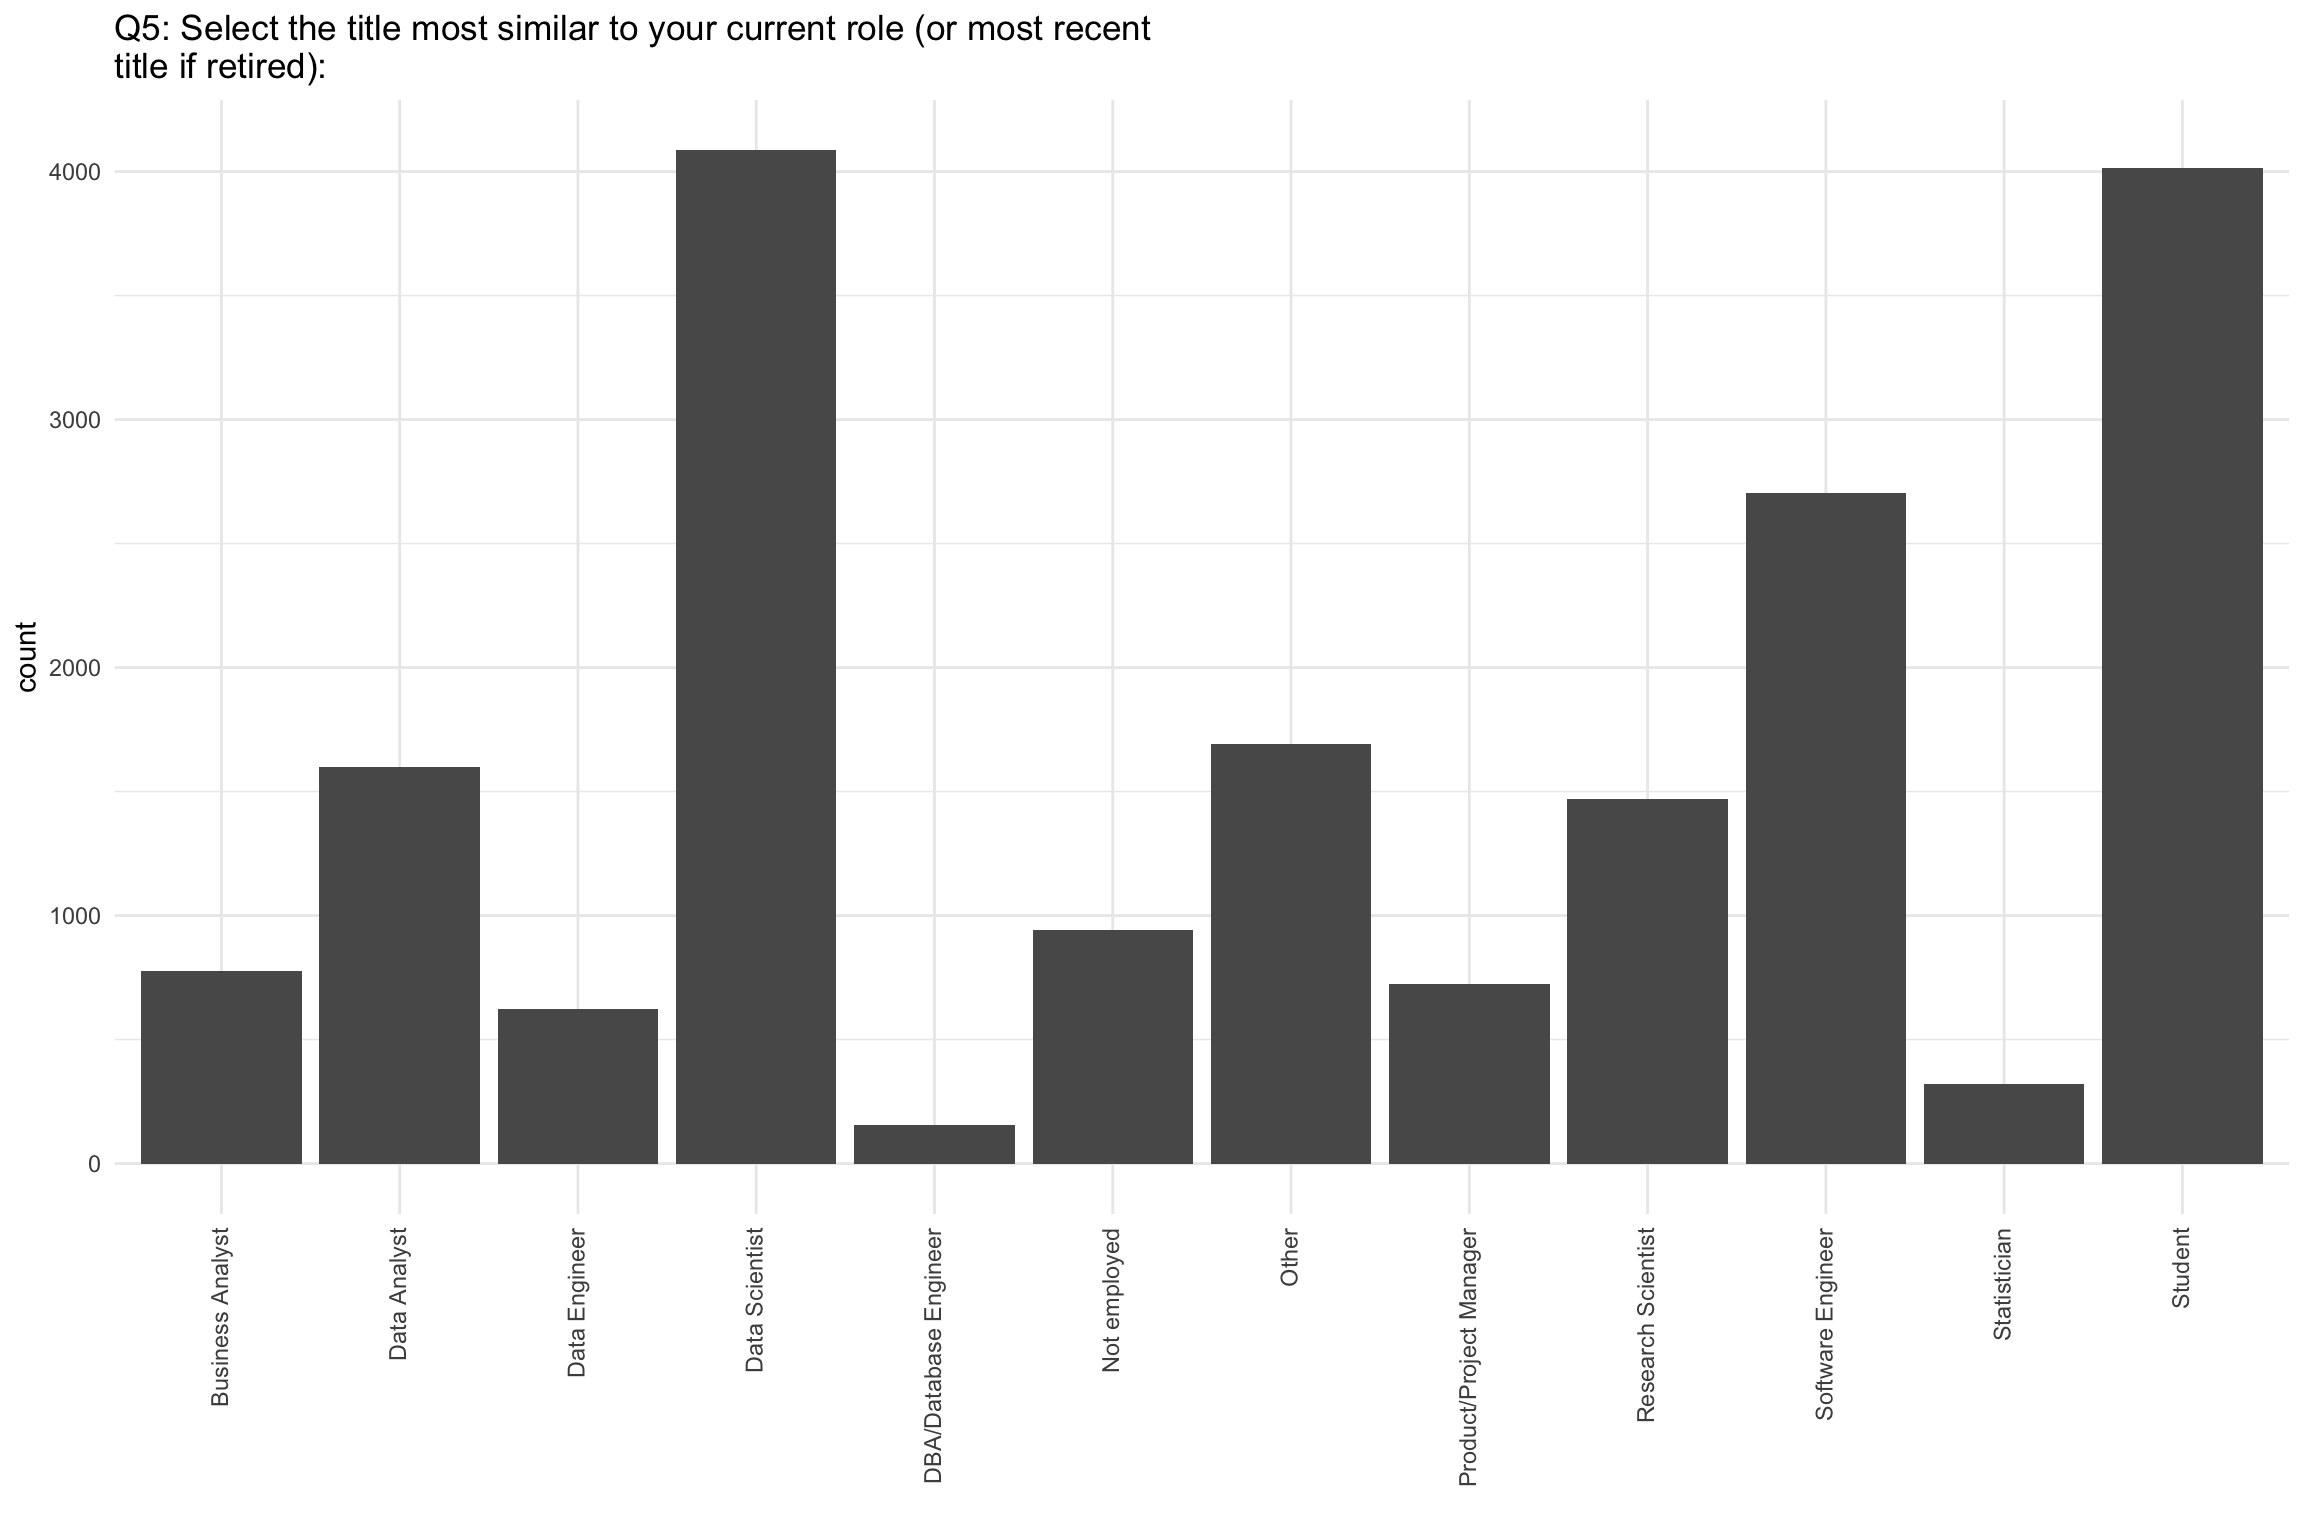 Q5: Select the title most similar to your current role (or most recent
title if retired):
count
4000
3000
2000
1000
0
Business Analyst
Data Analyst
Data Engineer
Data Scientist
DBA/Database Engineer
Not employed
Other
Product/Project Manager
Research Scientist
Software Engineer
Statistician
Student